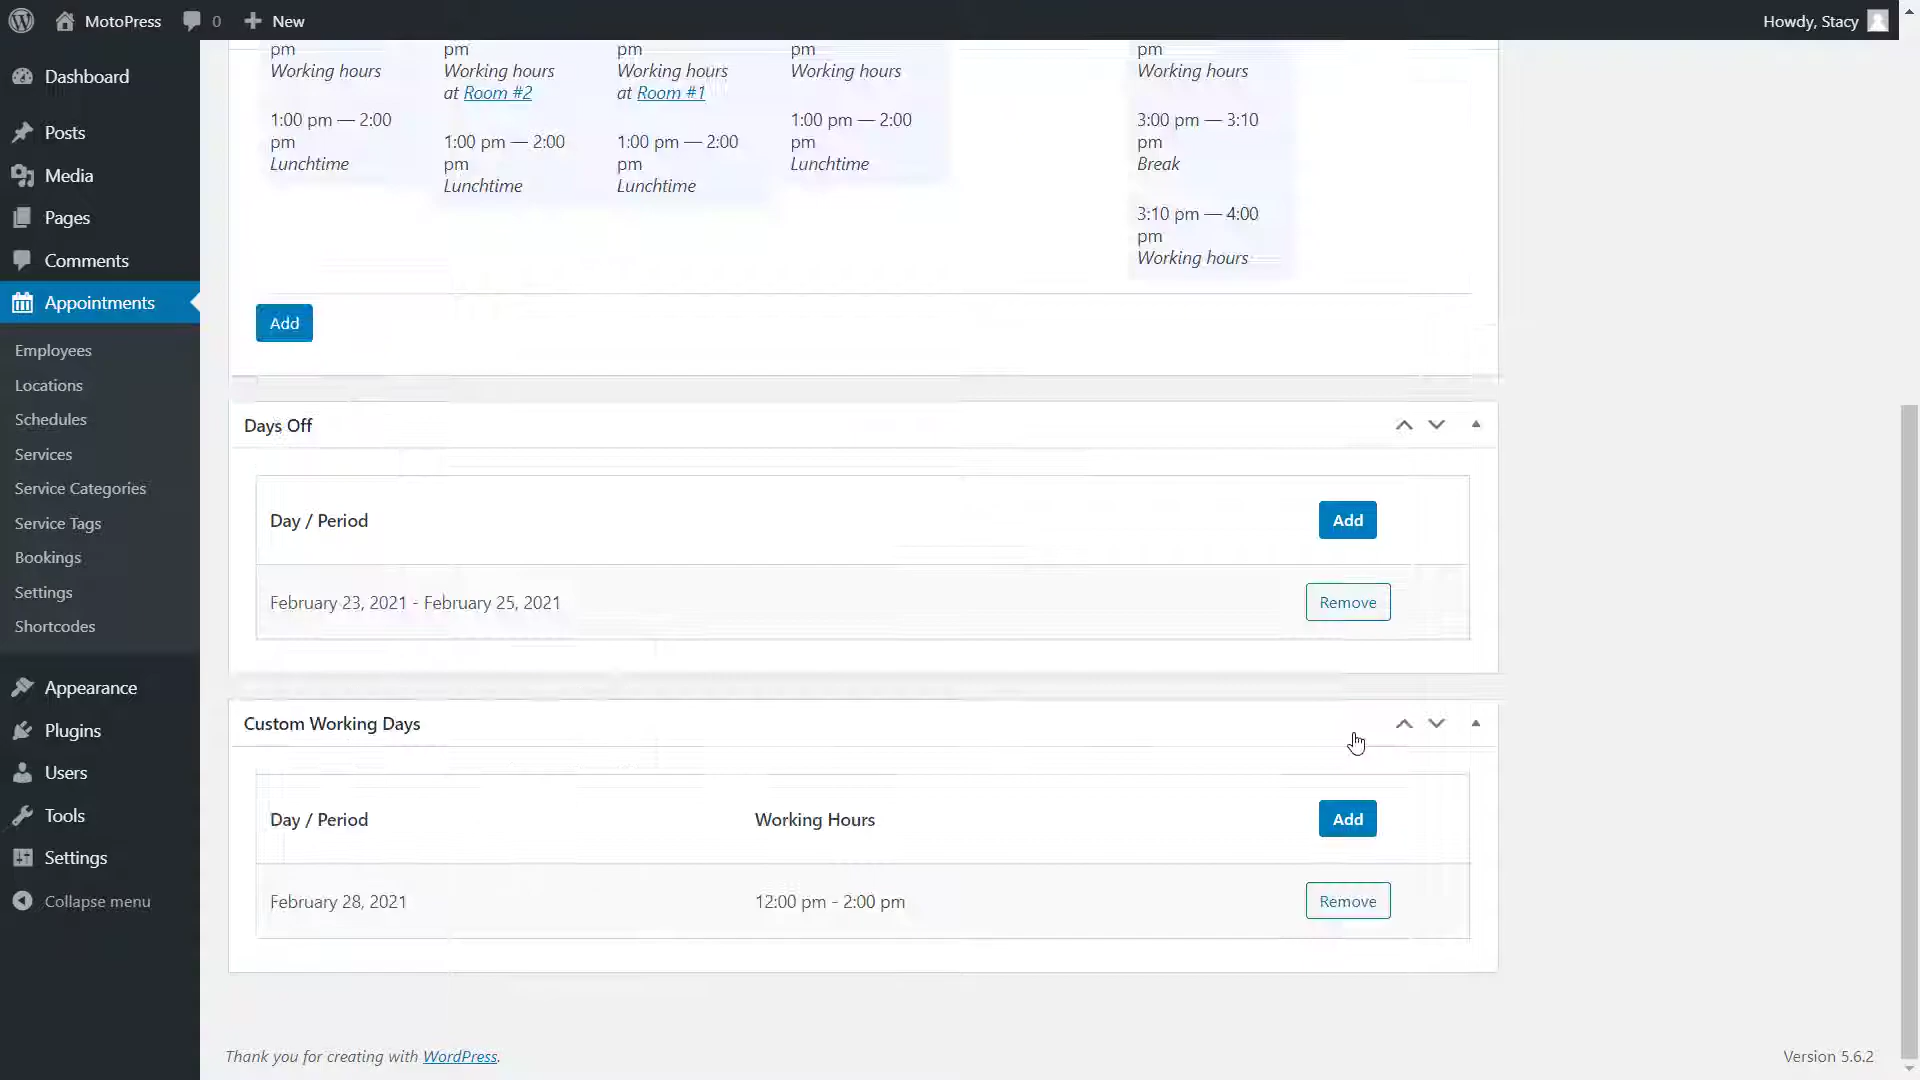 MotoPress
0
New
Howdy, Stacy
Dashboard
Posts
Media
Pages
Comments
Appointments
Employees
Locations
Schedules
Services
Service Categories
Service Tags
Bookings
Settings
Shortcodes
Appearance
Plugins
Users
Tools
Settings
Collapse menu
pm
Working hours
1:00 pm — 2:00
pm
Lunchtime
pm
Working hours
at Room #2
1:00 pm — 2:00
pm
Lunchtime
pm
Working hours
at Room #1
1:00 pm — 2:00
pm
Lunchtime
pm
Working hours
1:00 pm — 2:00
pm
Lunchtime
pm
Working hours
3:00 pm — 3:10
pm
Break
3:10 pm — 4:00
pm
Working hours
Add
Days Off
Day / Period
Add
February 23, 2021 - February 25, 2021
Remove
Custom Working Days
Day / Period
Working Hours
Add
February 28, 2021
12:00 pm - 2:00 pm
Remove
Thank you for creating with WordPress.
Version 5.6.2